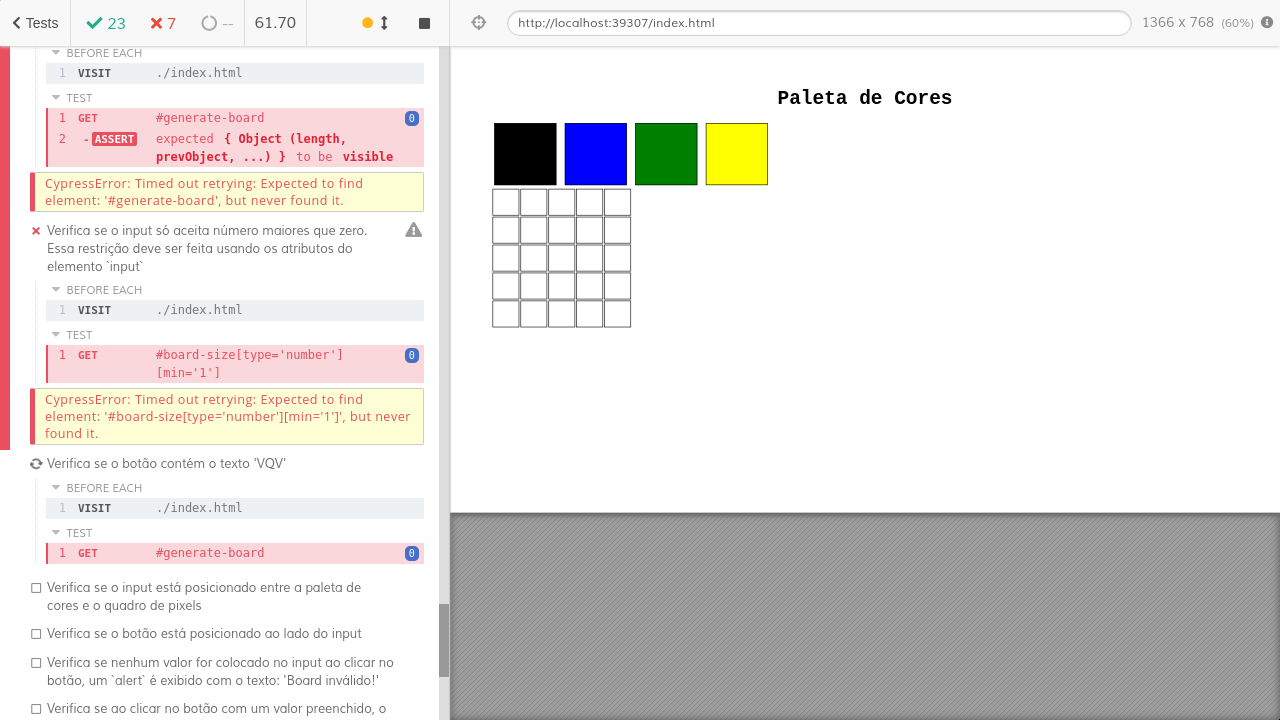 Tests 23 7 -- 61.70 http://localhost:39307/index.html 1366 x 768 (60%)
BEFORE EACH
1 VISIT ./index.html
TEST
1 GET #generate-board 0
2 -ASSERT expected { Object (length,
prevObject, ...) } to be visible
CypressError: Timed out retrying: Expected to find
element: '#generate-board', but never found it.
Verifica se o input só aceita número maiores que zero.
Essa restrição deve ser feita usando os atributos do
elemento `input`
BEFORE EACH
1 VISIT ./index.html
TEST
1 GET #board-size[type='number'] 0
[min='1']
CypressError: Timed out retrying: Expected to find
element: '#board-size[type='number'][min='1']', but never
found it.
Verifica se o botão contém o texto 'VQV'
BEFORE EACH
1 VISIT ./index.html
TEST
1 GET #generate-board 0
Verifica se o input está posicionado entre a paleta de
cores e o quadro de pixels
Verifica se o botão está posicionado ao lado do input
Verifica se nenhum valor for colocado no input ao clicar no
botão, um `alert` é exibido com o texto: 'Board inválido!'
Verifica se ao clicar no botão com um valor preenchido, o
Paleta de Cores